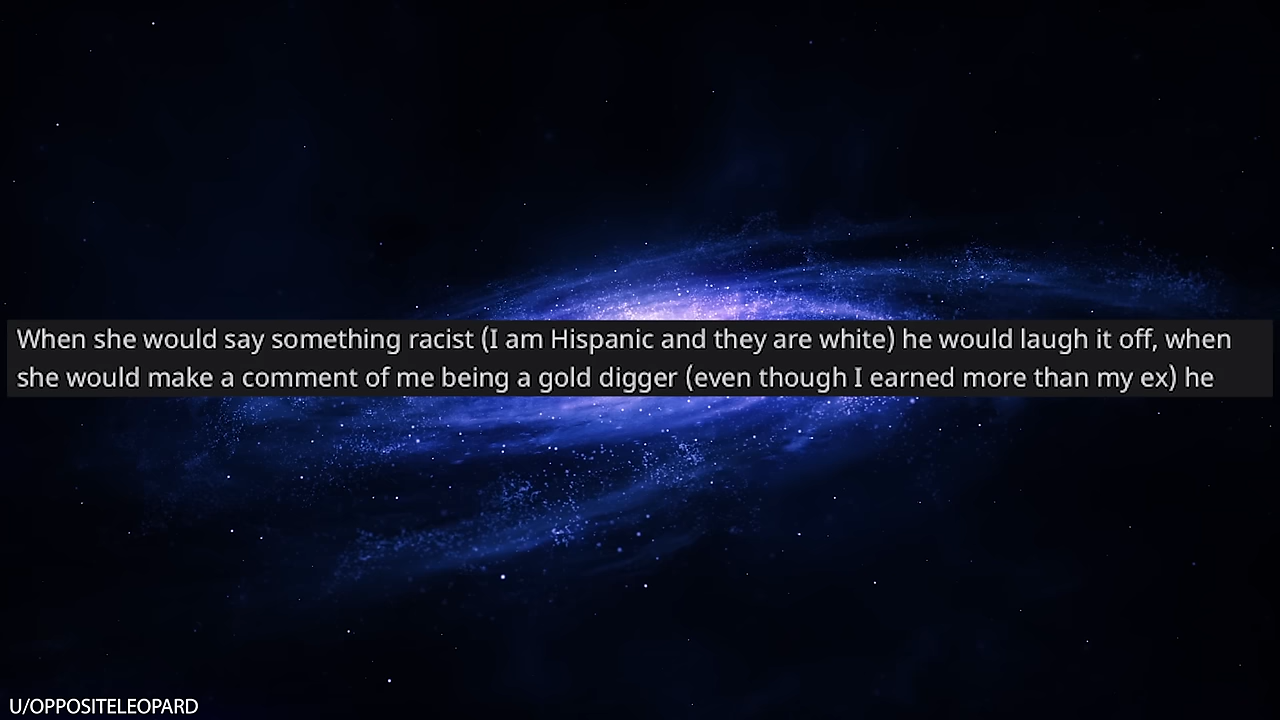 When she would say something racist (I am Hispanic and they are white) he would laugh it off, when
she would make a comment of me being a gold digger (even though I earned more than my ex) he
U/OPPOSITELEOPARD